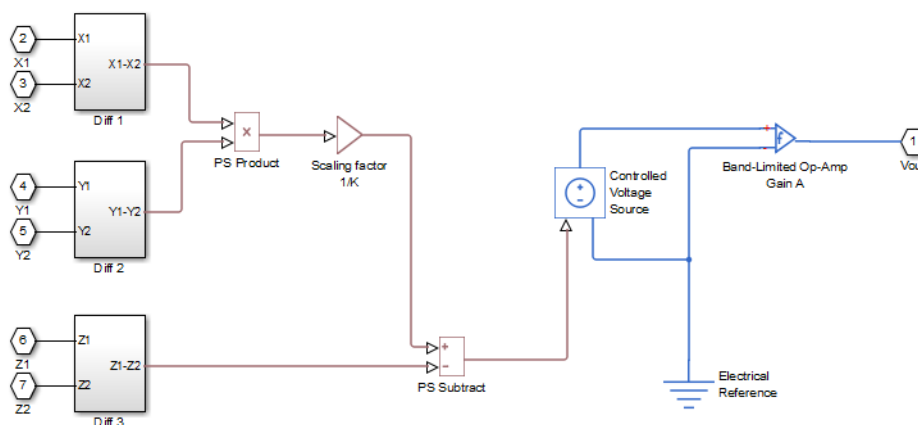 2
X1
X1
X1-X2
3
X2
X2
Diff 1
x
PS Product
Scaling factor
1/K
4
Y1
Y1
Y1-Y2
5
Y2
Y2
Diff 2
Controlled
Voltage
Source
f
Band-Limited Op-Amp
Gain A
1
6
Z1
Z1
Z1-Z2
7
Z2
Z2
Diff 3
PS Subtract
Electrical
Reference